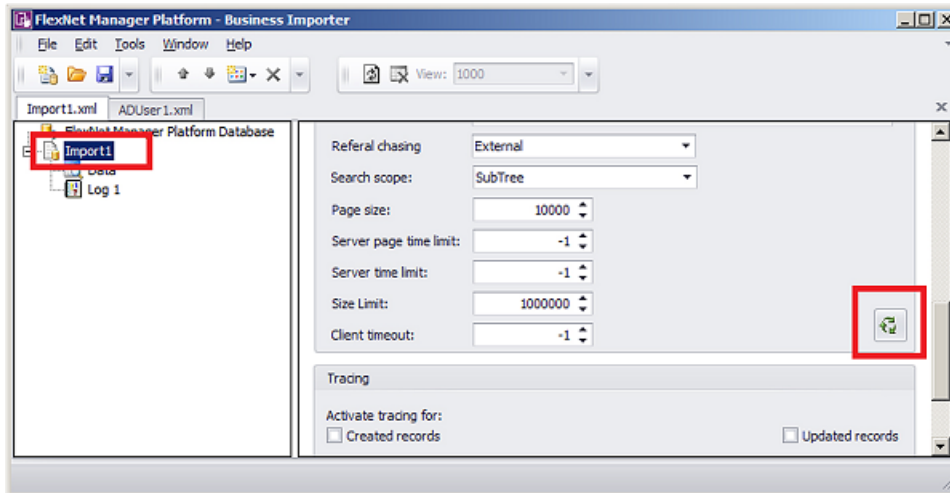 FlexNet Manager Platform - Business Importer
File Edit Tools Window Help
View: 1000
Import1.xml ADUser1.xml
FlexNet Manager Platform Database
Import1
Data
Log 1
Referal chasing External
Search scope: SubTree
Page size: 10000
Server page time limit: -1
Server time limit: -1
Size Limit: 1000000
Client timeout: -1
Tracing
Activate tracing for:
Created records Updated records